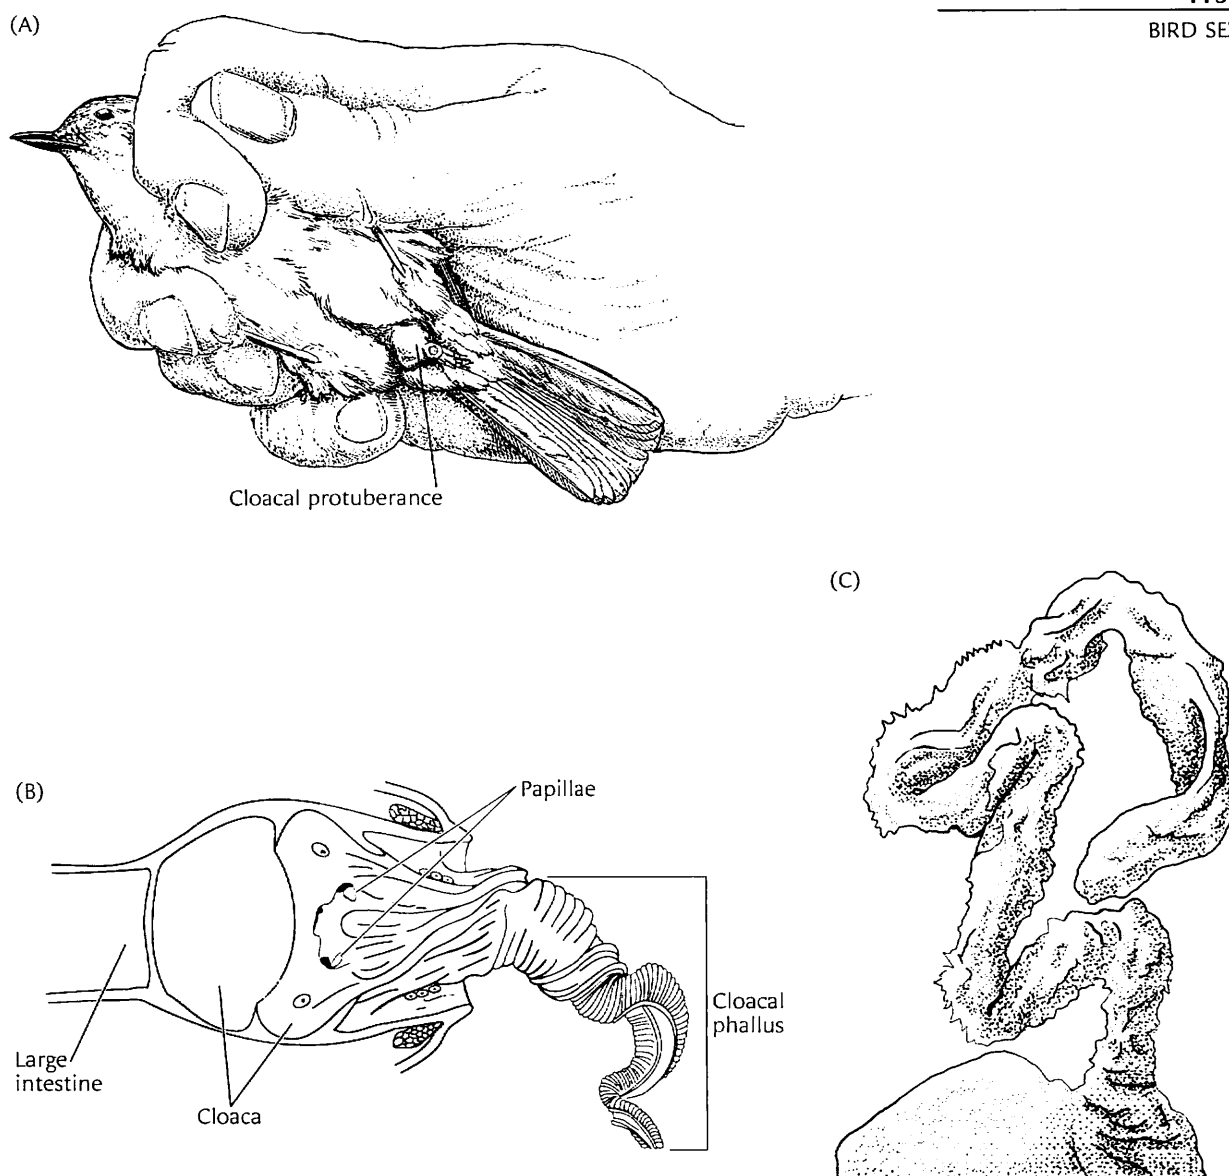 BIRD SE
(A)
Cloacal protuberance
(C)
(B)
Papillae
Cloacal
phallus
Large
intestine
Cloaca